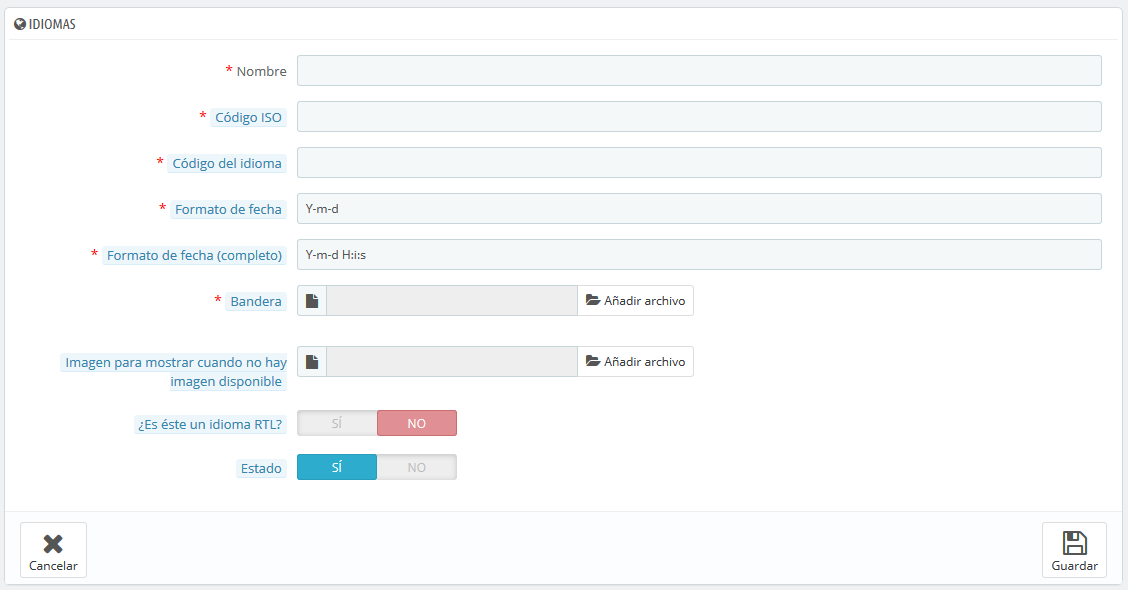 IDIOMAS
* Nombre
* Código ISO
* Código del idioma
* Formato de fecha Y-m-d
* Formato de fecha (completo) Y-m-d H:i:s
* Bandera Añadir archivo
Imagen para mostrar cuando no hay
imagen disponible
Añadir archivo
¿Es éste un idioma RTL? SÍ NO
Estado SÍ NO
Cancelar Guardar